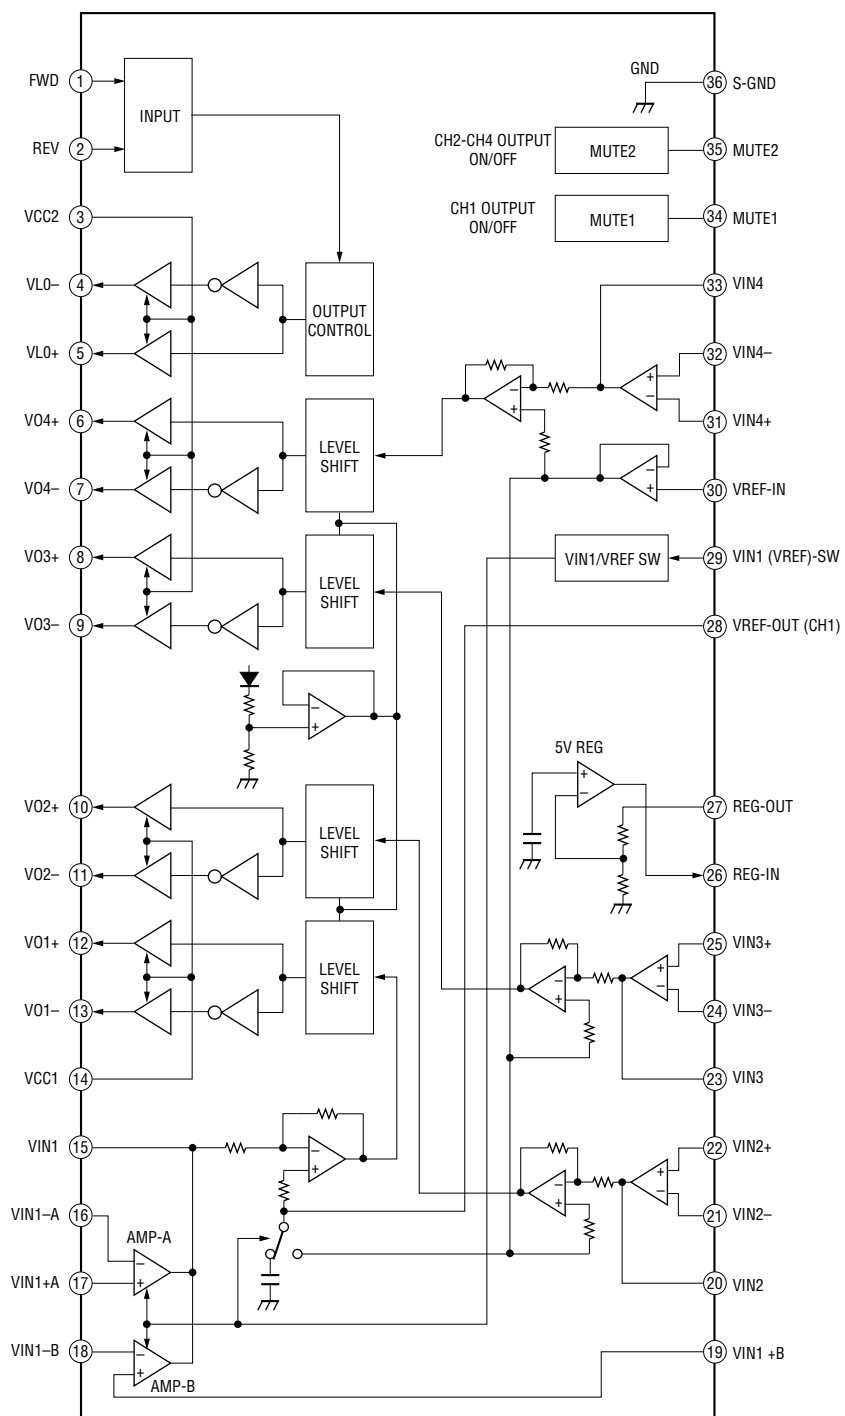 FWD 1
INPUT
REV 2
VCC2 3
VL0– 4
OUTPUT
CONTROL
VL0+ 5
VO4+ 6
LEVEL
SHIFT
VO4– 7
VO3+ 8
LEVEL
SHIFT
VO3– 9
–
+
VO2+ 10
LEVEL
SHIFT
VO2– 11
VO1+ 12
LEVEL
SHIFT
VO1– 13
VCC1 14
VIN1 15
–
+
VIN1–A 16
AMP-A
–
+
VIN1+A 17
VIN1–B 18
–
+
AMP-B
GND
36 S-GND
CH2-CH4 OUTPUT
ON/OFF
MUTE2
35 MUTE2
CH1 OUTPUT
ON/OFF
MUTE1
34 MUTE1
33 VIN4
32 VIN4–
–
+
+
–
31 VIN4+
–
+
30 VREF-IN
VIN1/VREF SW
29 VIN1 (VREF)-SW
28 VREF-OUT (CH1)
5V REG
+
–
27 REG-OUT
26 REG-IN
25 VIN3+
–
+
+
–
24 VIN3–
23 VIN3
22 VIN2+
–
+
+
–
21 VIN2–
20 VIN2
19 VIN1 +B